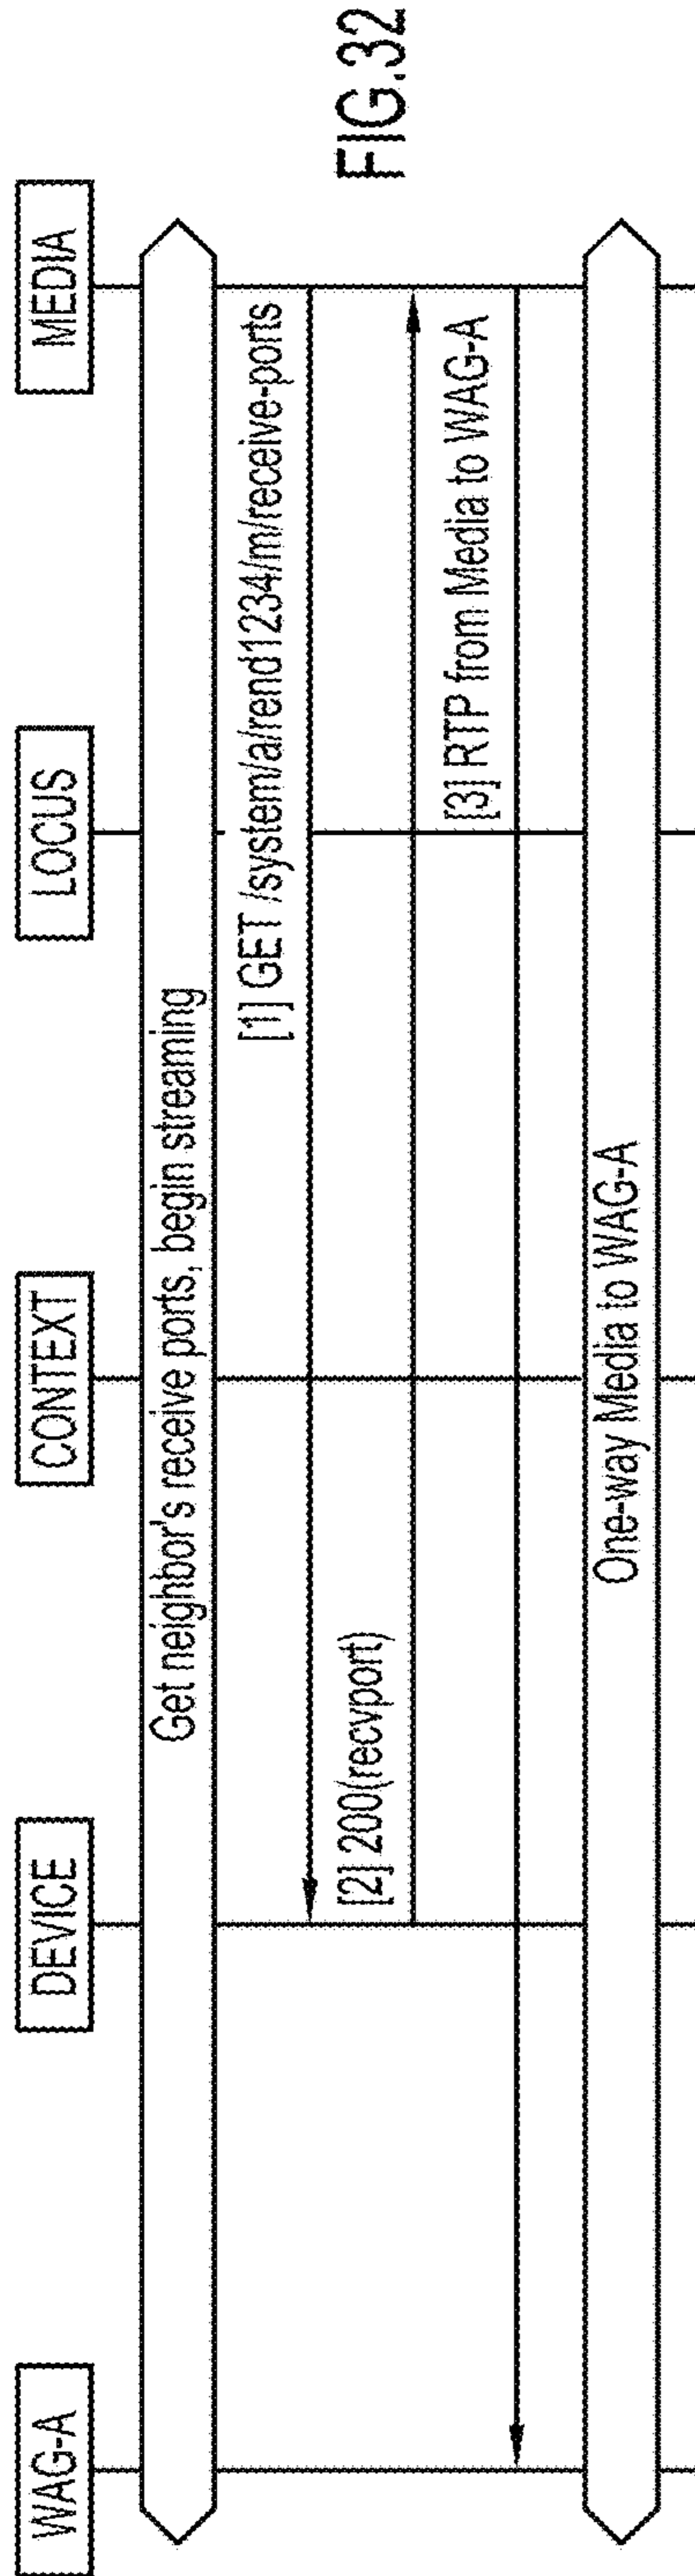 WAG-A
DEVICE
CONTEXT
LOCUS
MEDIA
Get neighbor's receive ports, begin streaming
[1] GET /system/a/rend1234/m/receive-ports
[2] 200(recvport)
[3] RTP from Media to WAG-A
One-way Media to WAG-A
FIG.32